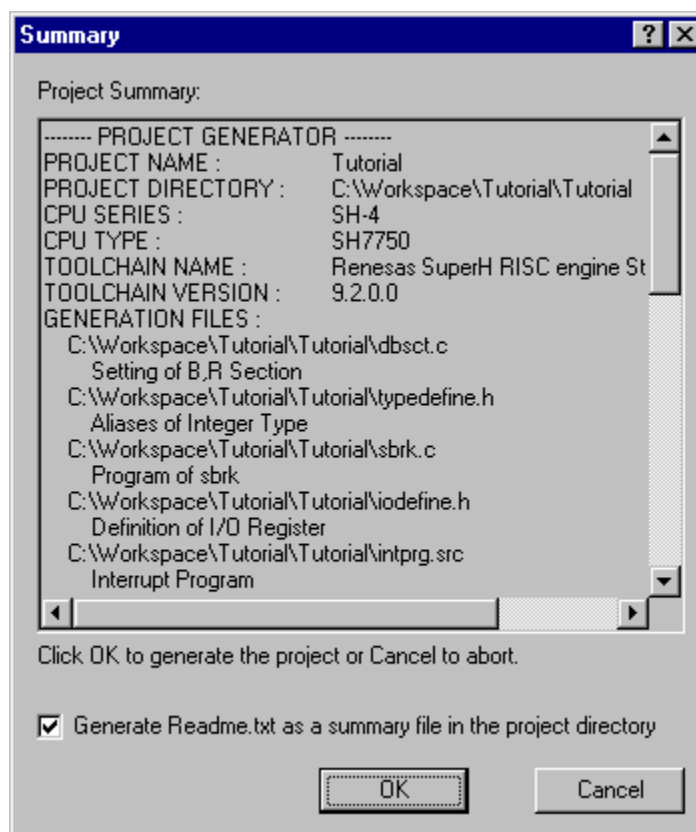 Summary
Project Summary:
-------- PROJECT GENERATOR --------
PROJECT NAME : Tutorial
PROJECT DIRECTORY : C:\Workspace\Tutorial\Tutorial
CPU SERIES : SH-4
CPU TYPE : SH7750
TOOLCHAIN NAME : Renesas SuperH RISC engine St
TOOLCHAIN VERSION : 9.2.0.0
GENERATION FILES :
C:\Workspace\Tutorial\Tutorial\dbsct.c
Setting of B,R Section
C:\Workspace\Tutorial\Tutorial\typedefine.h
Aliases of Integer Type
C:\Workspace\Tutorial\Tutorial\sbrk.c
Program of sbrk
C:\Workspace\Tutorial\Tutorial\iodefine.h
Definition of I/O Register
C:\Workspace\Tutorial\Tutorial\intprg.src
Interrupt Program
Click OK to generate the project or Cancel to abort.
Generate Readme.txt as a summary file in the project directory
OK Cancel